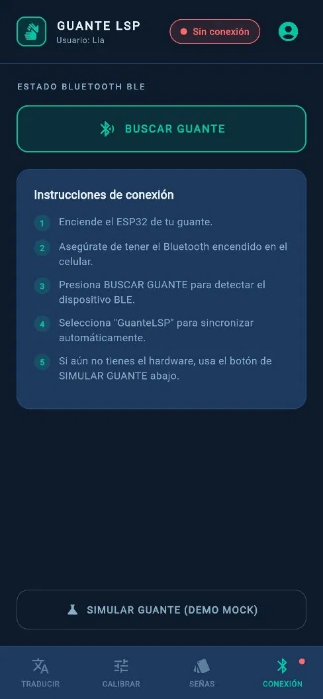 GUANTE LSP
Usuario: Lia
Sin conexión
ESTADO BLUETOOTH BLE
BUSCAR GUANTE
Instrucciones de conexión
1 Enciende el ESP32 de tu guante.
2 Asegúrate de tener el Bluetooth encendido en el
celular.
3 Presiona BUSCAR GUANTE para detectar el
dispositivo BLE.
4 Selecciona "GuanteLSP" para sincronizar
automáticamente.
5 Si aún no tienes el hardware, usa el botón de
SIMULAR GUANTE abajo.
SIMULAR GUANTE (DEMO MOCK)
TRADUCIR
CALIBRAR
SEÑAS
CONEXIÓN